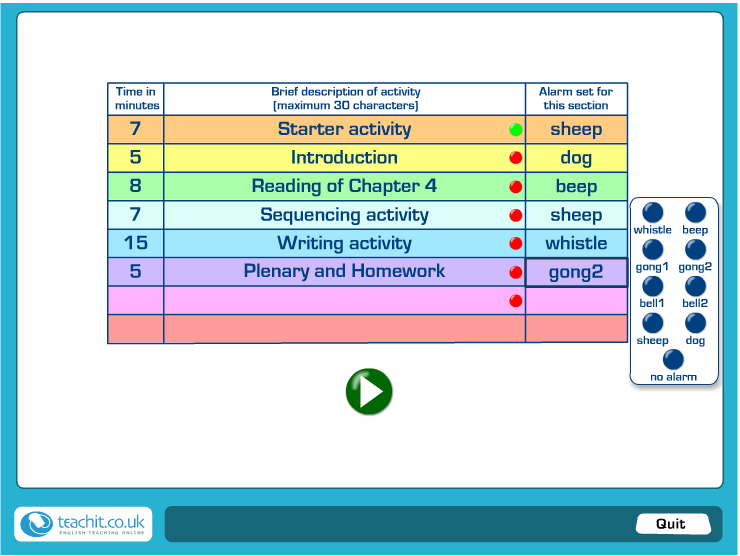 Time in minutes
Brief description of activity
(maximum 30 characters)
Alarm set for this section
7 Starter activity sheep
5 Introduction dog
8 Reading of Chapter 4 beep
7 Sequencing activity sheep
15 Writing activity whistle
5 Plenary and Homework gong2
whistle beep
gong1 gong2
bell1 bell2
sheep dog
no alarm
teachit.co.uk
ENGLISH TEACHING ONLINE
Quit